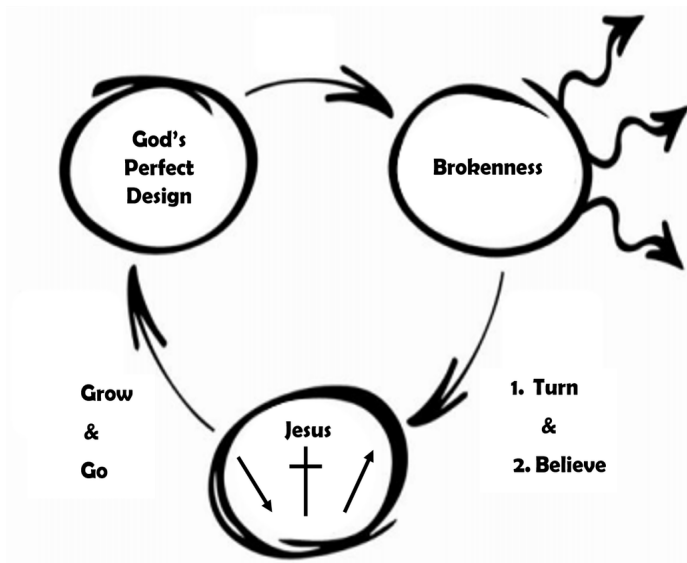 God's
Perfect
Design
Brokenness
1. Turn
&
2. Believe
Jesus
Grow
&
Go